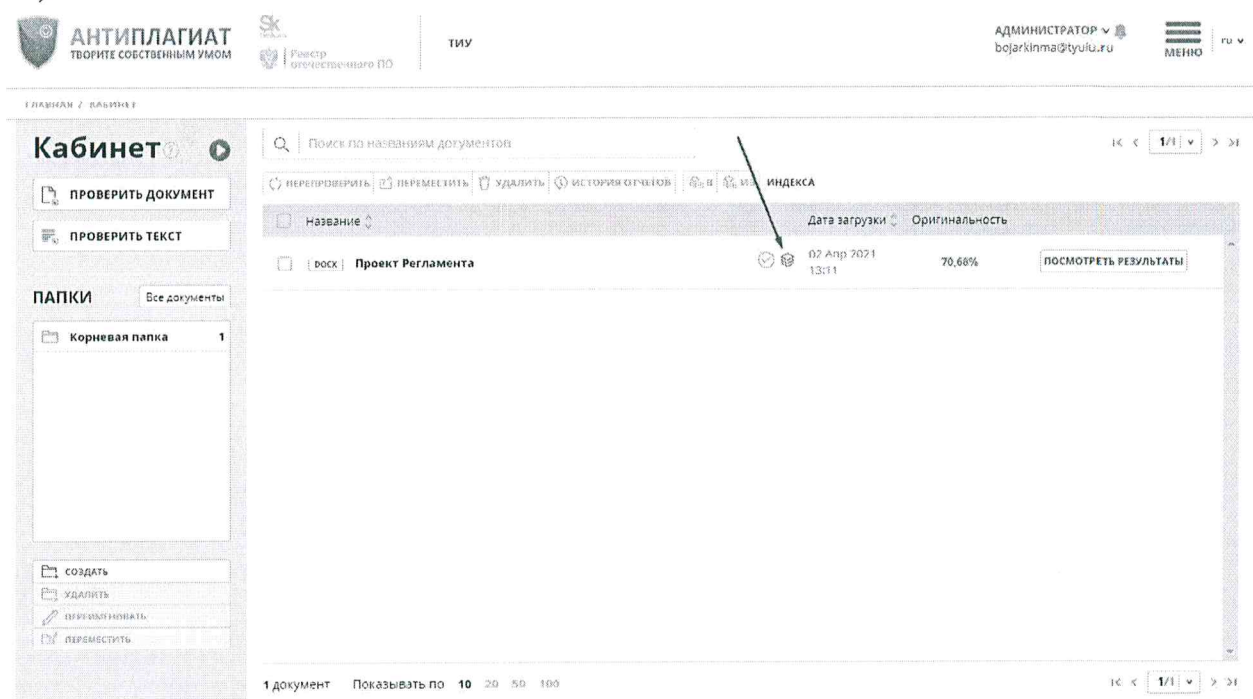 АНТИПЛАГИАТ
ТВОРИТЕ СОБСТВЕННЫМ УМОМ
Sk
Реестр
отечественного ПО
ТИУ
АДМИНИСТРАТОР
bojarkinma@tyuiu.ru
МЕНЮ
ru
ГЛАВНАЯ / КАБИНЕТ
Кабинет
ПРОВЕРИТЬ ДОКУМЕНТ
ПРОВЕРИТЬ ТЕКСТ
ПАПКИ Все документы
Корневая папка 1
СОЗДАТЬ
УДАЛИТЬ
ПЕРЕИМЕНОВАТЬ
ПЕРЕМЕСТИТЬ
Поиск по названиям документов
1/1
ПЕРЕПРОВЕРИТЬ ПЕРЕМЕСТИТЬ УДАЛИТЬ ИСТОРИЯ ОТЧЕТОВ В ИЗ ИНДЕКСА
Название Дата загрузки Оригинальность
DOCX Проект Регламента 02 Апр 2021 13:11 70,68% ПОСМОТРЕТЬ РЕЗУЛЬТАТЫ
1 документ Показывать по 10 20 50 100
1/1